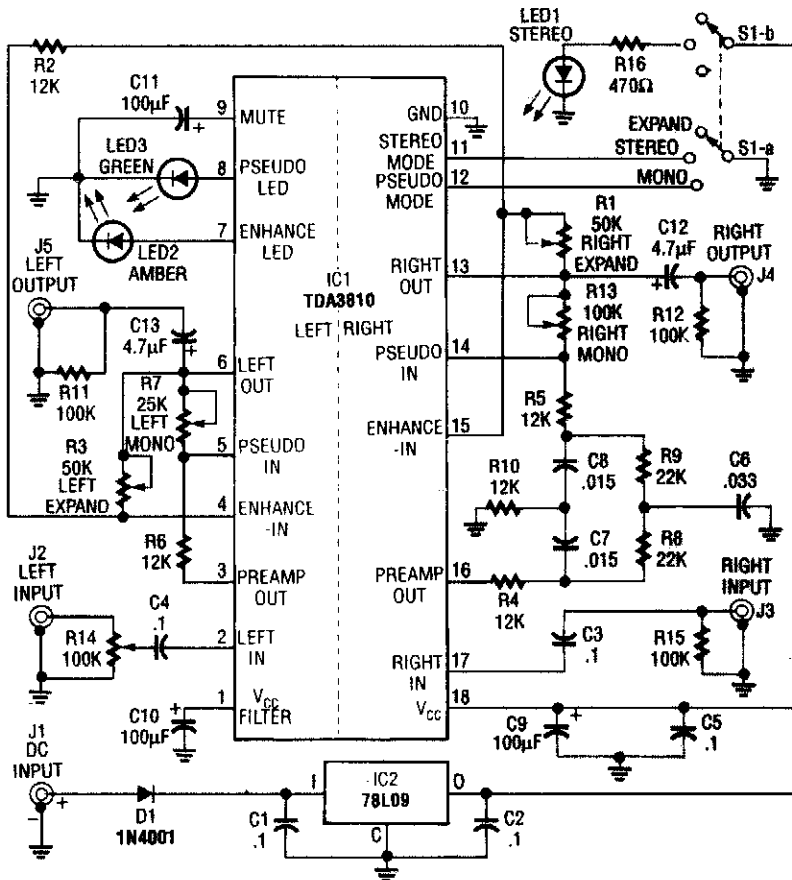 LED1
STEREO
R2
12K
C11
100µF
R16
470Ω
S1-b
9
MUTE
GND
10
EXPAND
STEREO
S1-a
LED3
GREEN
8
PSEUDO
LED
STEREO
MODE
11
PSEUDO
MODE
12
MONO
LED2
AMBER
7
ENHANCE
LED
R1
50K
RIGHT
EXPAND
C12
4.7µF
RIGHT
OUTPUT
J4
J5
LEFT
OUTPUT
IC1
TDA3810
LEFT
RIGHT
RIGHT
OUT
13
+
R13
100K
RIGHT
MONO
R12
100K
C13
4.7µF
+
R11
100K
6
LEFT
OUT
PSEUDO
IN
14
R7
25K
LEFT
MONO
R5
12K
R3
50K
LEFT
EXPAND
5
PSEUDO
IN
ENHANCE
-IN
15
C8
.015
R9
22K
C6
.033
R10
12K
4
ENHANCE
-IN
R6
12K
C7
.015
R8
22K
J2
LEFT
INPUT
3
PREAMP
OUT
PREAMP
OUT
16
R4
12K
RIGHT
INPUT
J3
R14
100K
C4
.1
2
LEFT
IN
RIGHT
IN
17
C3
.1
R15
100K
1
VCC
FILTER
VCC
18
C10
100µF
+
C9
100µF
+
C5
.1
J1
DC
INPUT
+
-
D1
1N4001
C1
.1
I
IC2
78L09
O
C
C2
.1
+